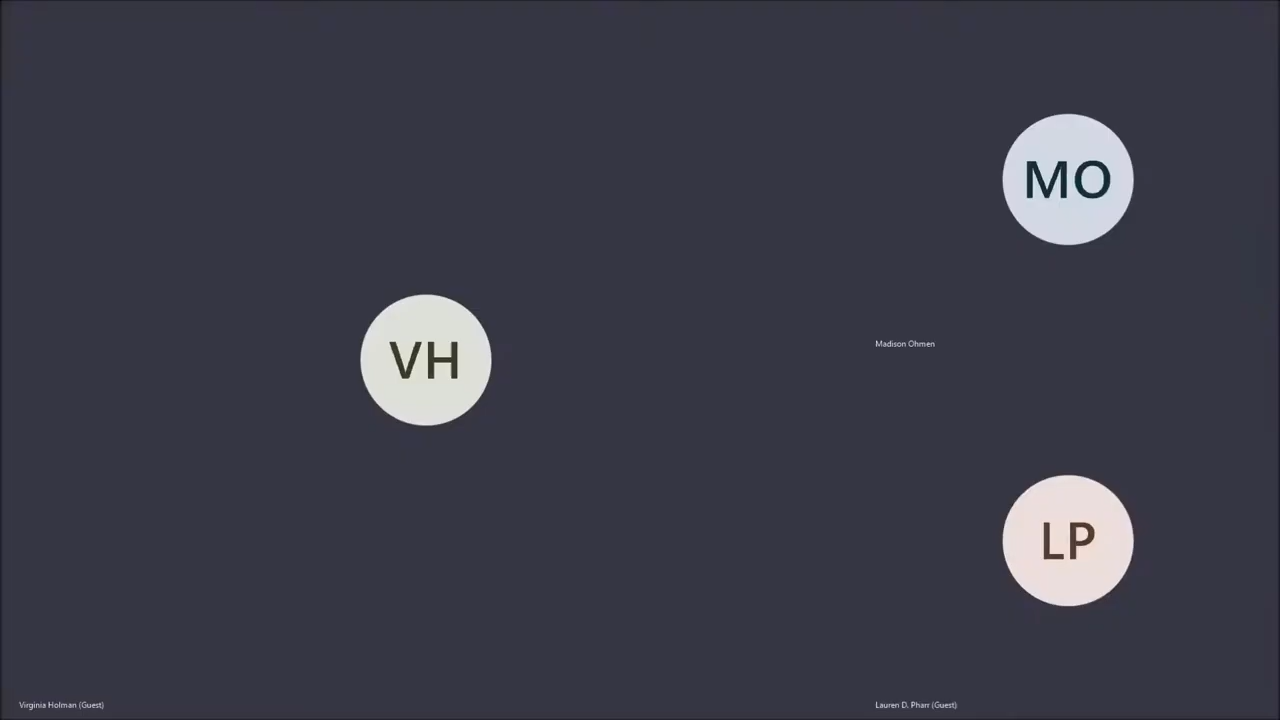 MO
Madison Ohmen
VH
LP
Virginia Holman (Guest)
Lauren D. Pharr (Guest)